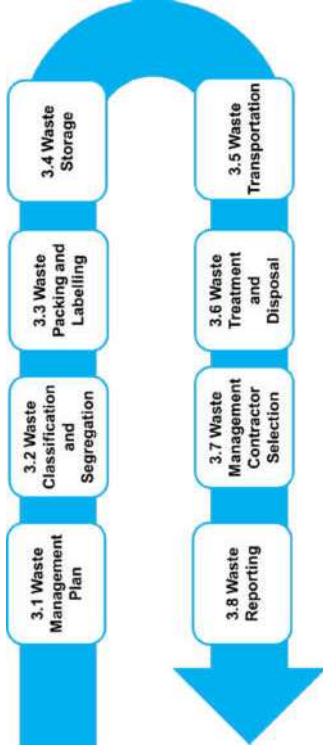 3.1 Waste
Management
Plan
3.2 Waste
Classification
and
Segregation
3.3 Waste
Packing and
Labelling
3.4 Waste
Storage
3.5 Waste
Transportation
3.6 Waste
Treatment
and
Disposal
3.7 Waste
Management
Contractor
Selection
3.8 Waste
Reporting